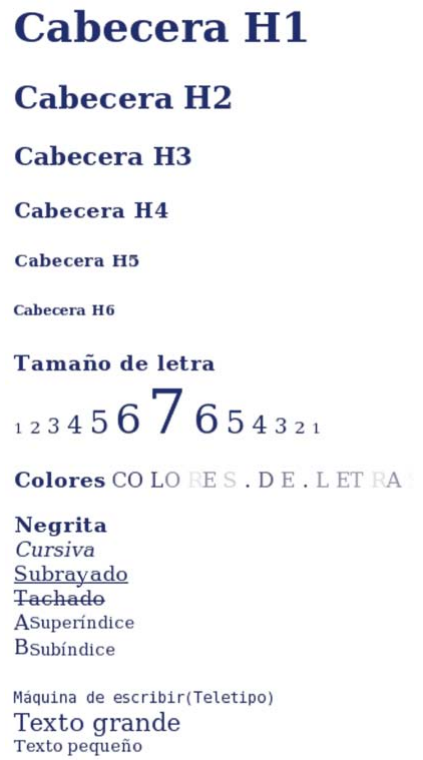 Cabecera H1
Cabecera H2
Cabecera H3
Cabecera H4
Cabecera H5
Cabecera H6
Tamaño de letra
1 2 3 4 5 6 7 6 5 4 3 2 1
Colores CO LO RE S . D E . L ET RA
Negrita
Cursiva
Subrayado
Tachado
ASuperíndice
BSubíndice
Máquina de escribir(Teletipo)
Texto grande
Texto pequeño